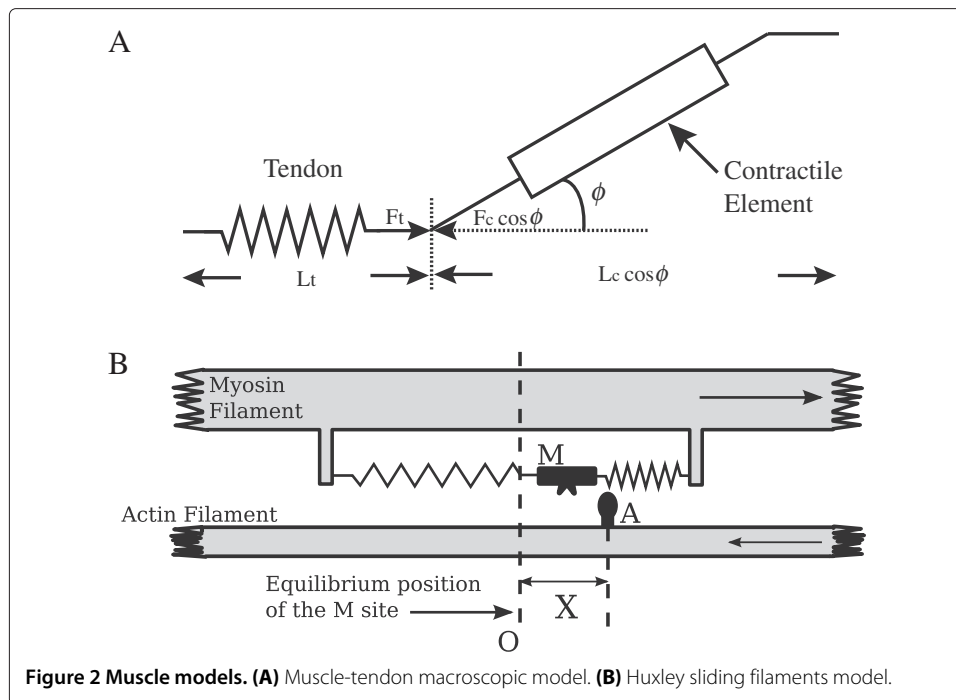 A
Tendon
Contractile
Element
ϕ
Ft
Fc cosϕ
Lt
Lc cosϕ
B
Myosin
Filament
M
Actin Filament
A
Equilibrium position
of the M site
X
O
Figure 2 Muscle models. (A) Muscle-tendon macroscopic model. (B) Huxley sliding filaments model.